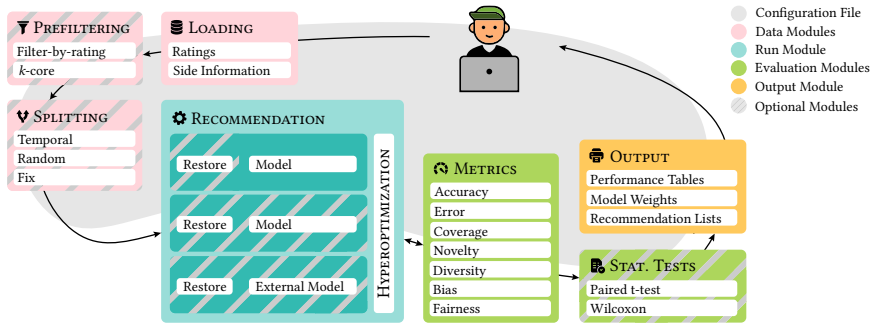 PREFILTERING
Filter-by-rating
k-core
LOADING
Ratings
Side Information
SPLITTING
Temporal
Random
Fix
RECOMMENDATION
Restore Model
Restore Model
Restore External Model
HYPEROPTIMIZATION
METRICS
Accuracy
Error
Coverage
Novelty
Diversity
Bias
Fairness
OUTPUT
Performance Tables
Model Weights
Recommendation Lists
STAT. TESTS
Paired t-test
Wilcoxon
Configuration File
Data Modules
Run Module
Evaluation Modules
Output Module
Optional Modules